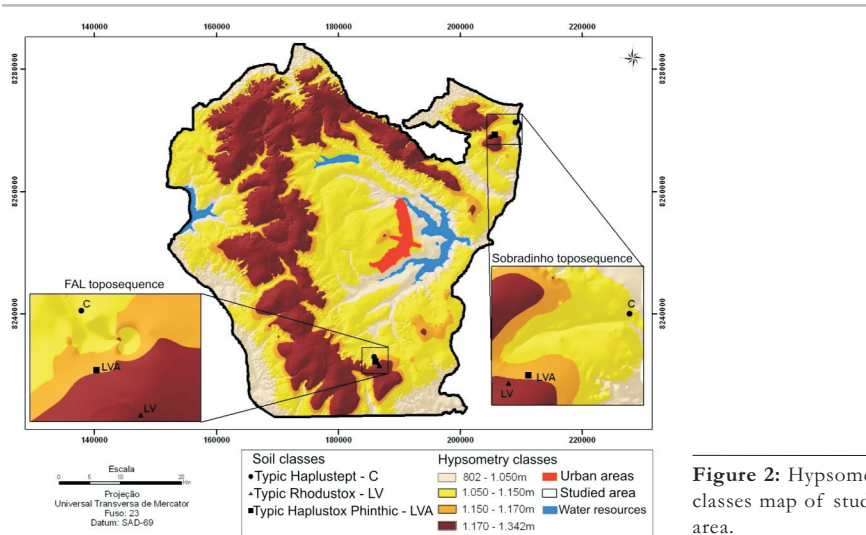 140000 160000 180000 200000 220000
8280000 8280000
8260000 8260000
8240000 8240000
FAL toposequence
C
LVA
LV
Sobradinho toposequence
C
LVA
LV
140000 160000 180000 200000 220000
Escala
0 5 10 20
Km
Projeção
Universal Transversa de Mercator
Fuso: 23
Datum: SAD-69
Soil classes
Typic Haplustept - C
Typic Rhodustox - LV
Typic Haplustox Phinthic - LVA
Hypsometry classes
802 - 1.050m
1.050 - 1.150m
1.150 - 1.170m
1.170 - 1.342m
Urban areas
Studied area
Water resources
Figure 2: Hypsome
classes map of stud
area.